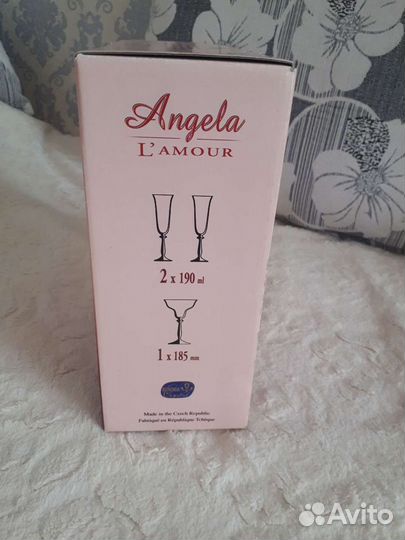 Angela
L'AMOUR
2 x 190 ml
1 x 185 mm
Made in the Czech Republic
Fabriqué en République Tchèque
Avito